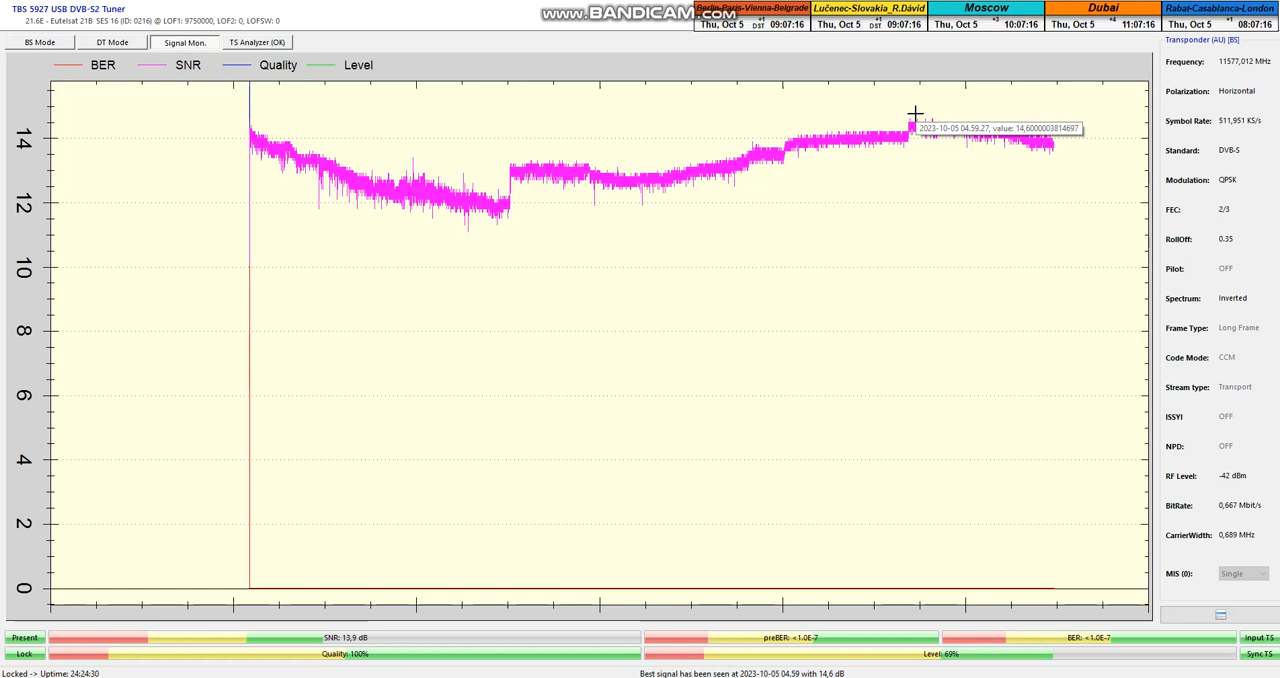 TBS 5927 USB DVB-S2 Tuner
21.6E - Eutelsat 21B SES 16 (ID: 0216) @ LOF1: 9750000, LOF2: 0, LOFSW: 0
www.BANDICAM.com
Berlin-Paris-Vienna-Belgrade
Thu, Oct 5 +1 DST 09:07:16
Lučenec-Slovakia_R.Dávid
Thu, Oct 5 +1 DST 09:07:16
Moscow
Thu, Oct 5 +3 10:07:16
Dubai
Thu, Oct 5 +4 11:07:16
Rabat-Casablanca-London
Thu, Oct 5 +1 08:07:16
BS Mode
DT Mode
Signal Mon.
TS Analyzer (OK)
BER
SNR
Quality
Level
14
12
10
8
6
4
2
0
2023-10-05 04.59.27, value: 14,6000003814697
Transponder (AU) [BS]
Frequency: 11577,012 MHz
Polarization: Horizontal
Symbol Rate: 511,951 KS/s
Standard: DVB-S
Modulation: QPSK
FEC: 2/3
RollOff: 0.35
Pilot: OFF
Spectrum: Inverted
Frame Type: Long Frame
Code Mode: CCM
Stream type: Transport
ISSYI OFF
NPD: OFF
RF Level: -42 dBm
BitRate: 0,667 Mbit/s
CarrierWidth: 0,689 MHz
MIS (0): Single
Present
SNR: 13,9 dB
preBER: <1.0E-7
BER: <1.0E-7
Input TS
Lock
Quality: 100%
Level: 69%
Sync TS
Locked -> Uptime: 24:24:30
Best signal has been seen at 2023-10-05 04.59 with 14,6 dB